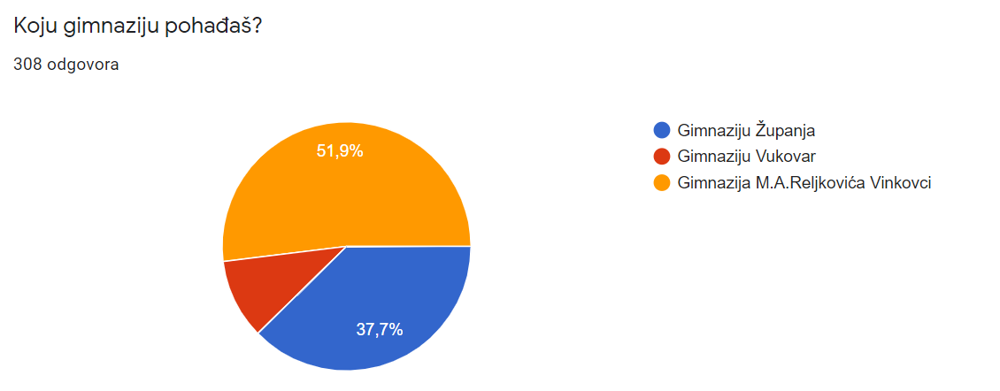 Koju gimnaziju pohađaš?
308 odgovora
51,9%
37,7%
Gimnaziju Županja
Gimnaziju Vukovar
Gimnazija M.A.Reljkovića Vinkovci